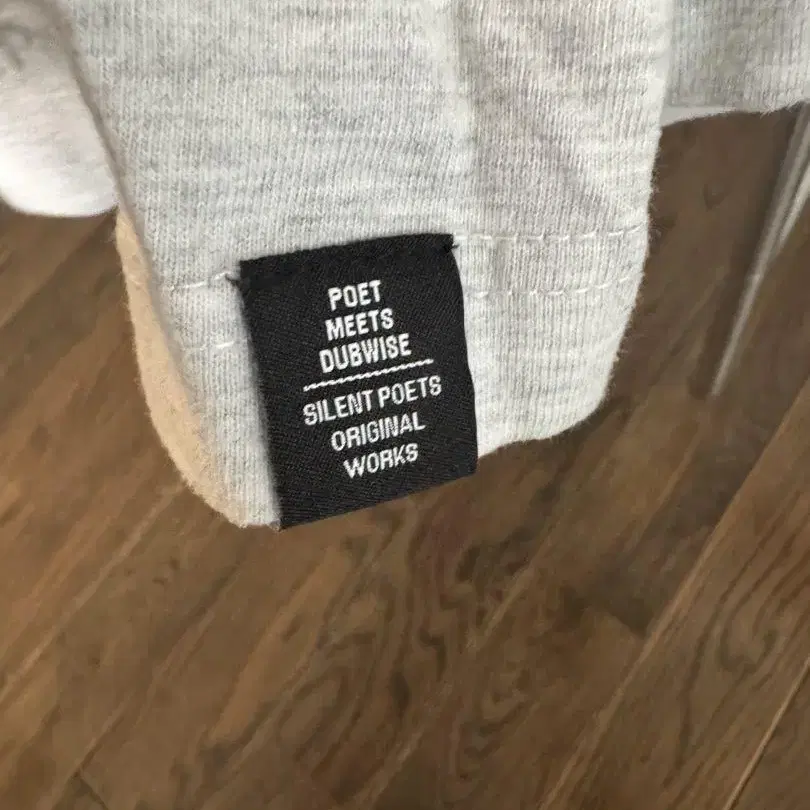 POET
MEETS
DUBWISE
SILENT POETS
ORIGINAL
WORKS